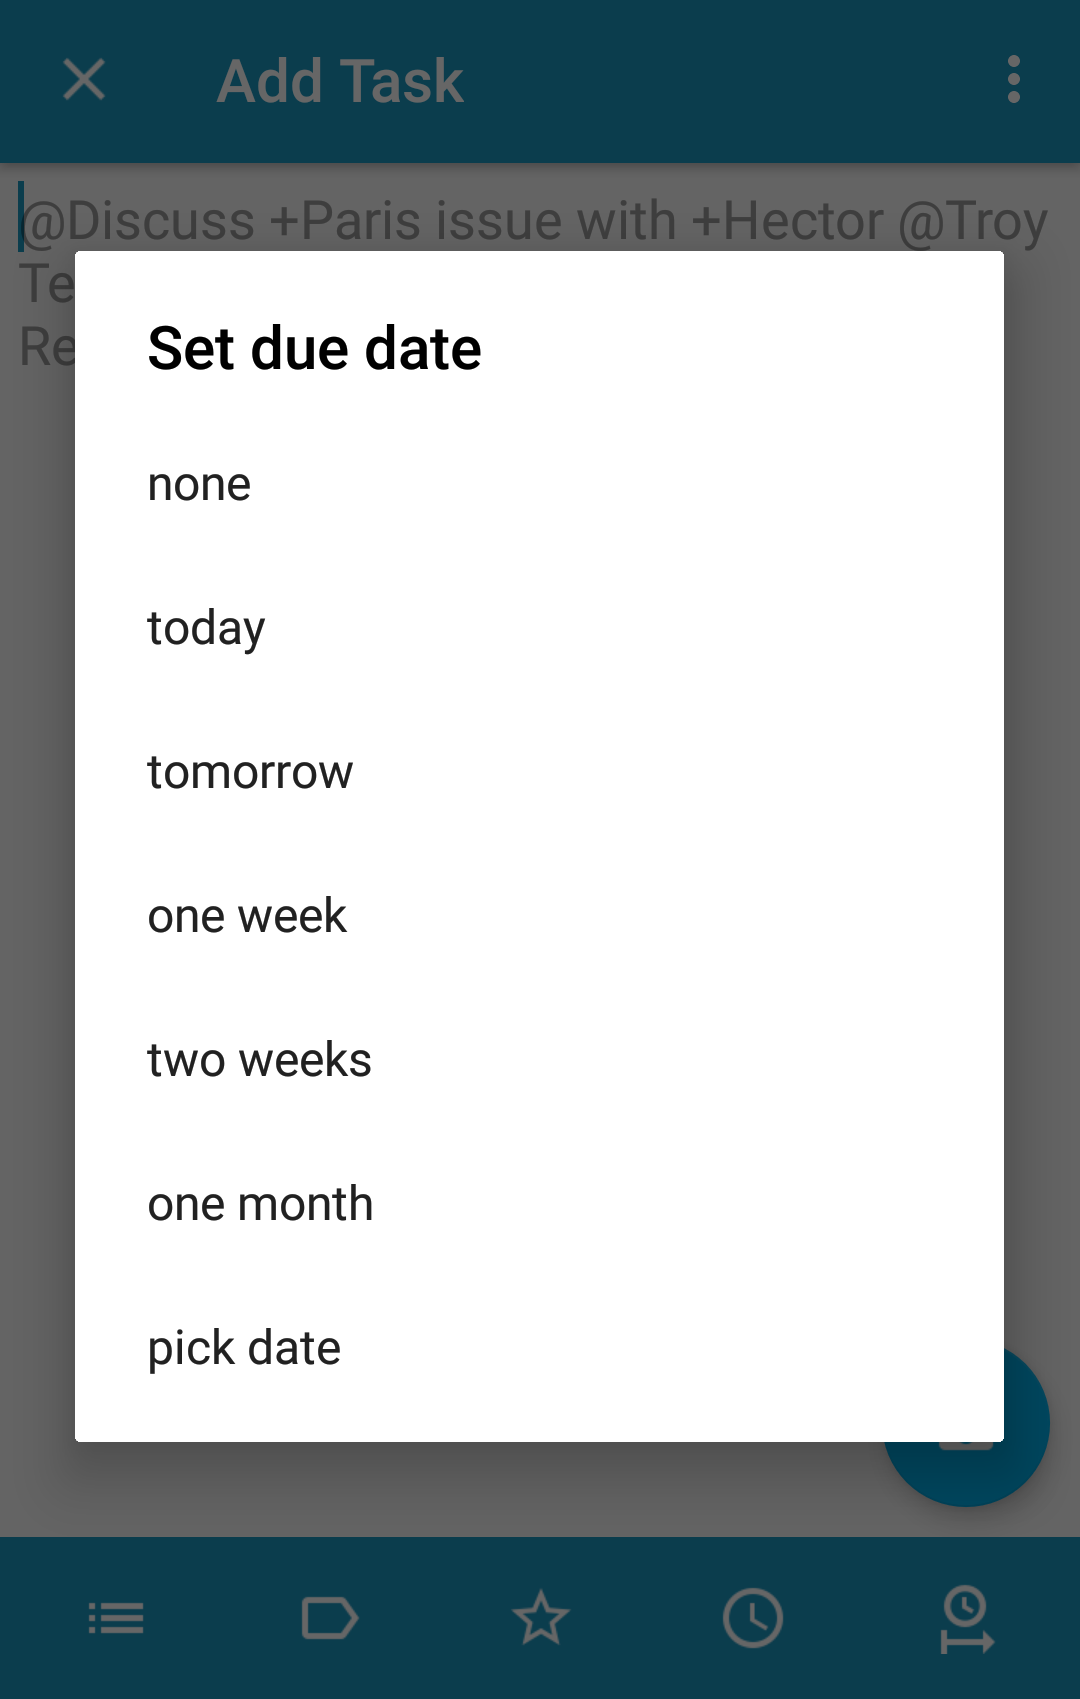 Add Task
@Discuss +Paris issue with +Hector @Troy
Te
Re
Set due date
none
today
tomorrow
one week
two weeks
one month
pick date